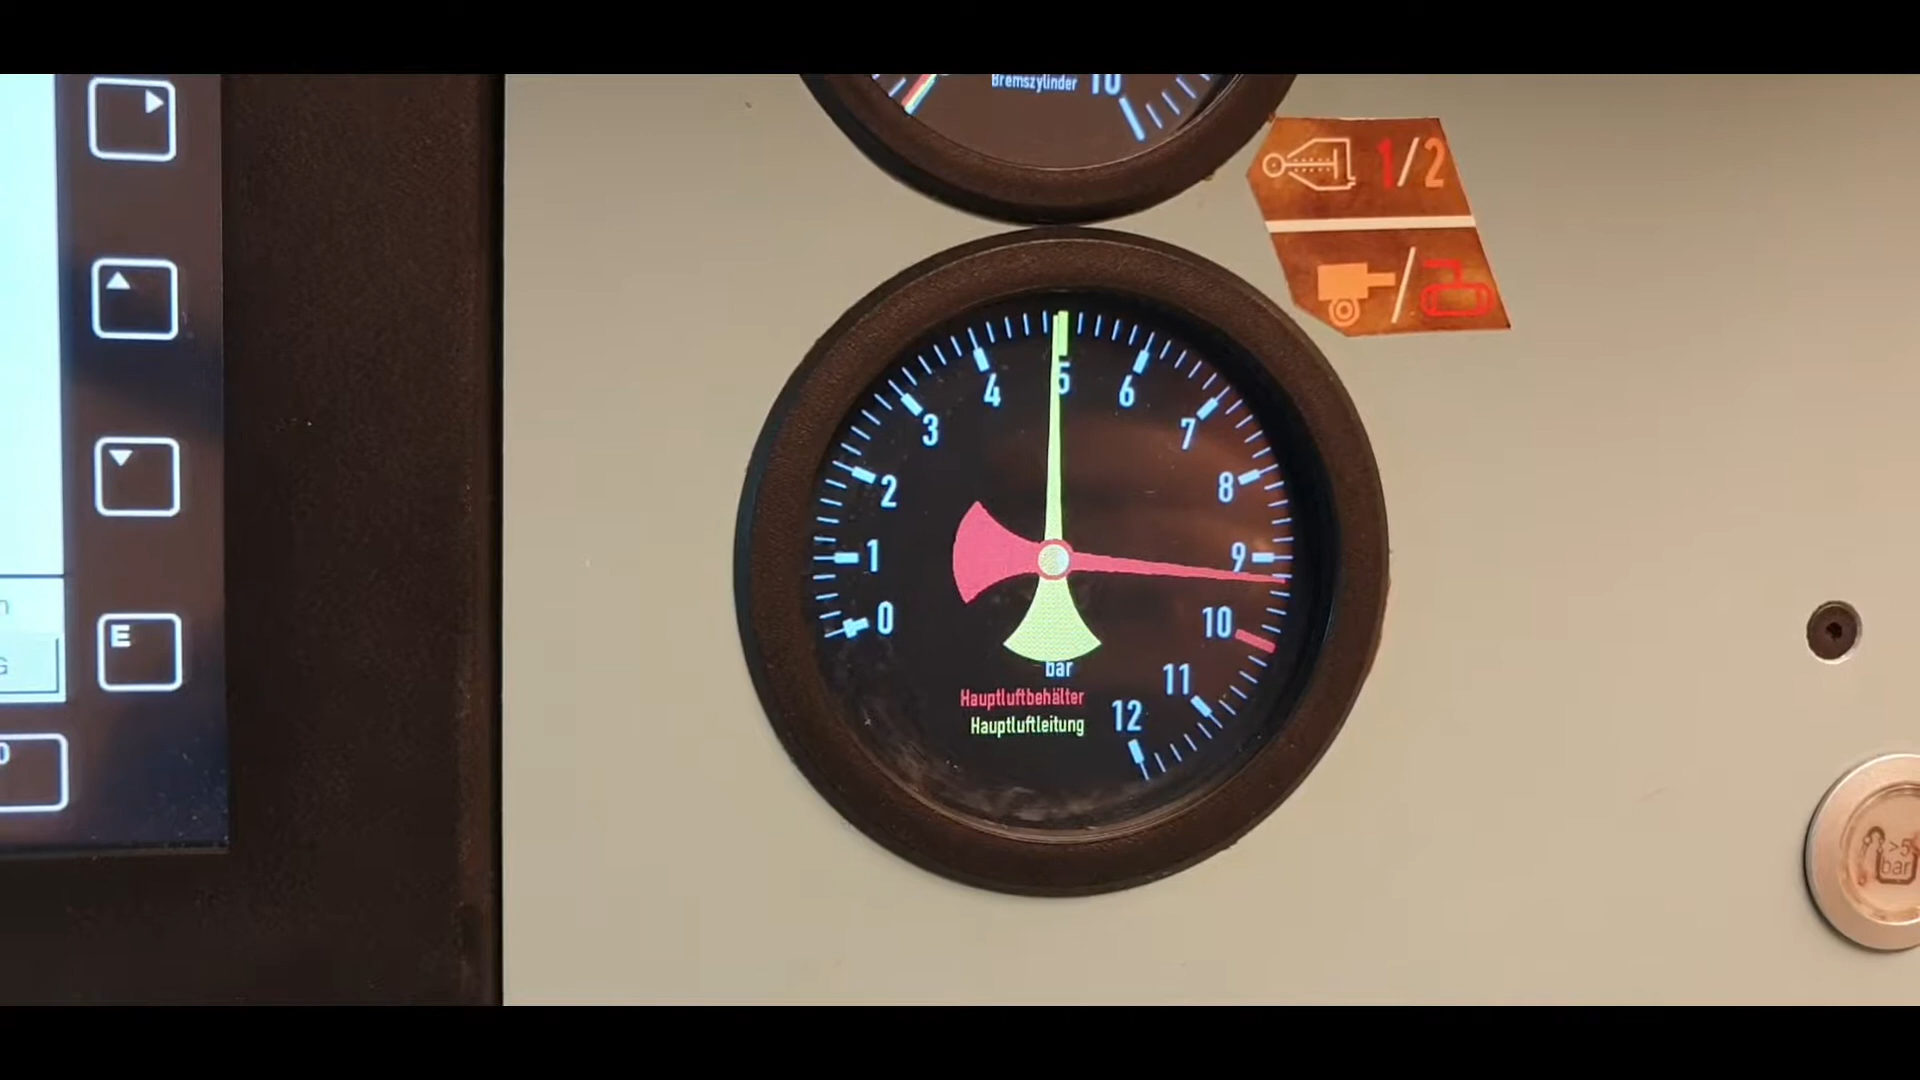 Bremszylinder 10
1/2
4 5 6
3 7
2 8
1 9
0 10
bar
11
Hauptluftbehälter
12
Hauptluftleitung
E
G
>5
bar